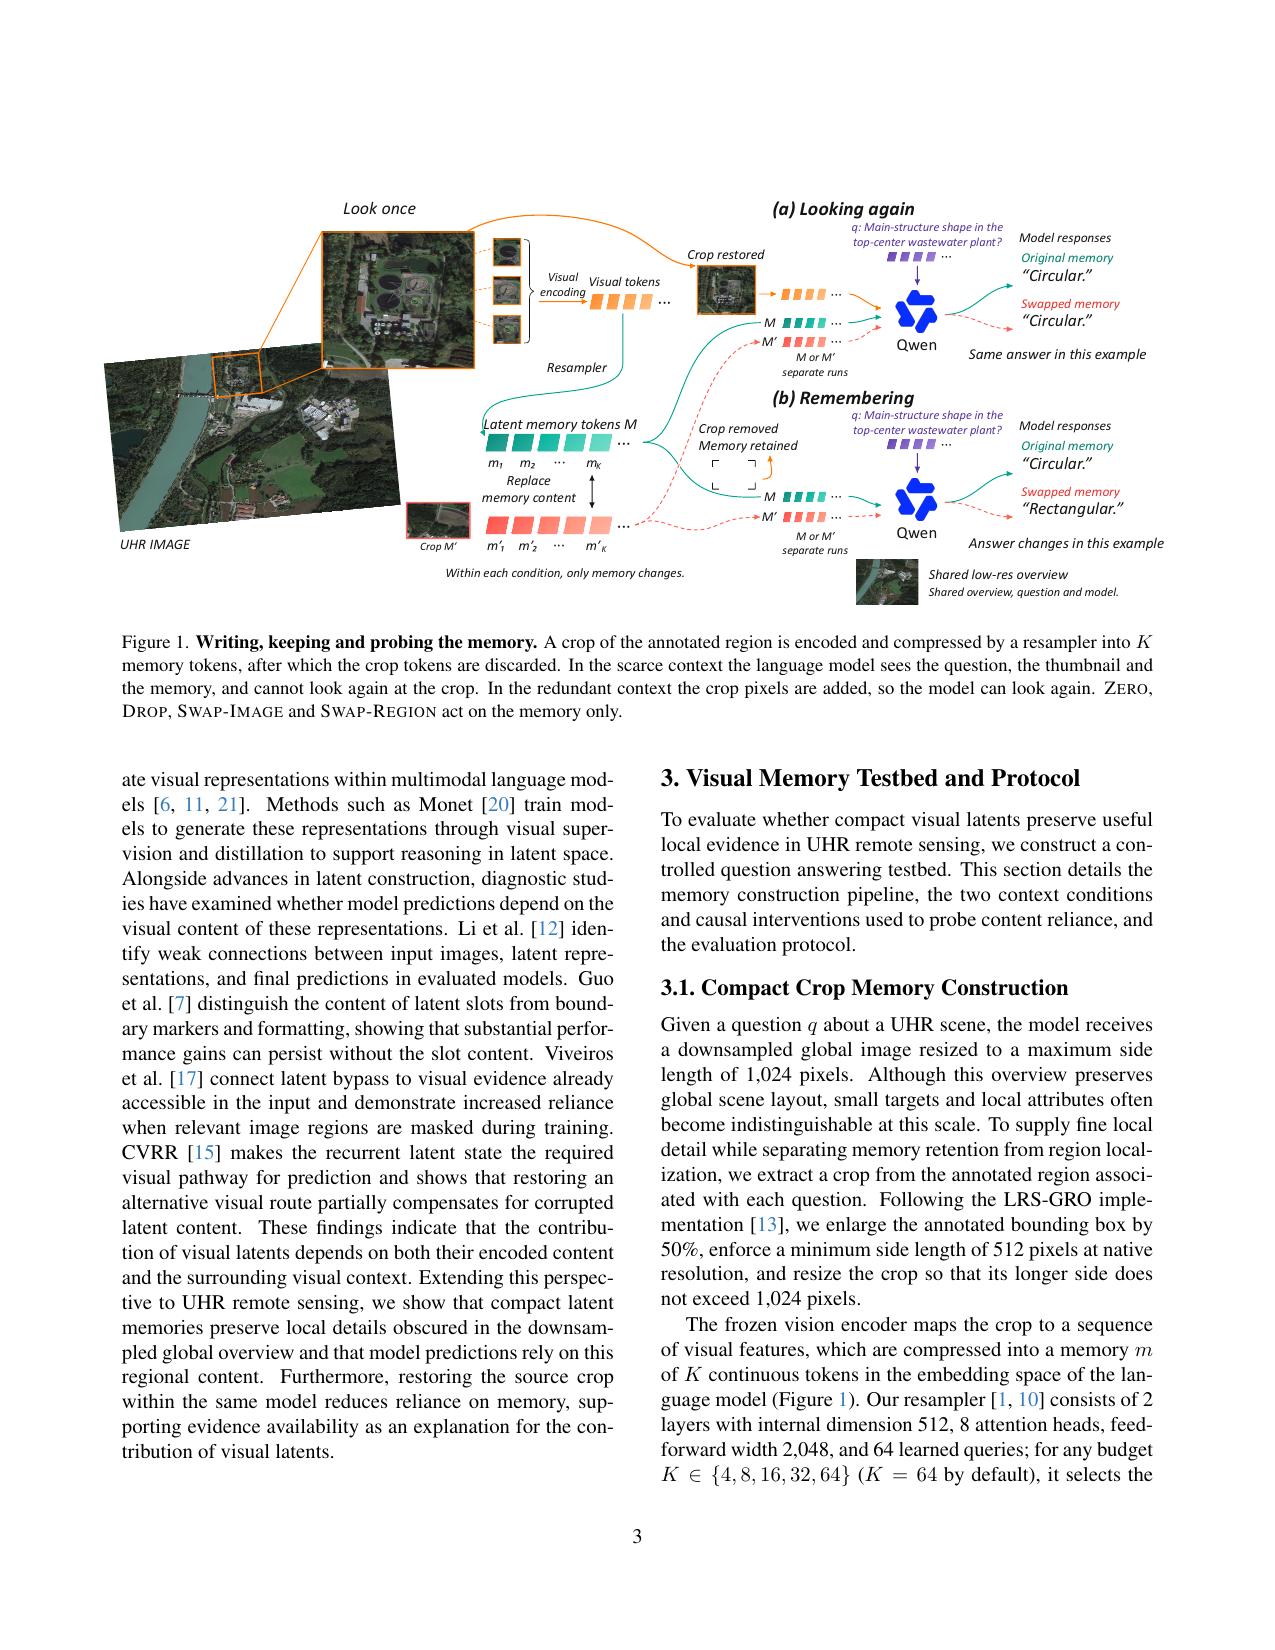 Look once
(a) Looking again
q: Main-structure shape in the
top-center wastewater plant?
Model responses
Original memory
“Circular.”
Swapped memory
“Circular.”
Same answer in this example
Crop restored
Visual
encoding
Visual tokens
...
...
M
...
M′
...
M or M′
separate runs
Qwen
Resampler
(b) Remembering
q: Main-structure shape in the
top-center wastewater plant?
Model responses
Original memory
“Circular.”
Swapped memory
“Rectangular.”
Answer changes in this example
Latent memory tokens M
...
m₁ m₂ ... mK
Replace
memory content
Crop removed
Memory retained
M
...
M′
...
M or M′
separate runs
Qwen
...
m′₁ m′₂ ... m′K
Crop M′
UHR IMAGE
Within each condition, only memory changes.
Shared low-res overview
Shared overview, question and model.
Figure 1. Writing, keeping and probing the memory. A crop of the annotated region is encoded and compressed by a resampler into K
memory tokens, after which the crop tokens are discarded. In the scarce context the language model sees the question, the thumbnail and
the memory, and cannot look again at the crop. In the redundant context the crop pixels are added, so the model can look again. ZERO,
DROP, SWAP-IMAGE and SWAP-REGION act on the memory only.
ate visual representations within multimodal language mod-
els [6, 11, 21]. Methods such as Monet [20] train mod-
els to generate these representations through visual super-
vision and distillation to support reasoning in latent space.
Alongside advances in latent construction, diagnostic stud-
ies have examined whether model predictions depend on the
visual content of these representations. Li et al. [12] iden-
tify weak connections between input images, latent repre-
sentations, and final predictions in evaluated models. Guo
et al. [7] distinguish the content of latent slots from bound-
ary markers and formatting, showing that substantial perfor-
mance gains can persist without the slot content. Viveiros
et al. [17] connect latent bypass to visual evidence already
accessible in the input and demonstrate increased reliance
when relevant image regions are masked during training.
CVRR [15] makes the recurrent latent state the required
visual pathway for prediction and shows that restoring an
alternative visual route partially compensates for corrupted
latent content. These findings indicate that the contribu-
tion of visual latents depends on both their encoded content
and the surrounding visual context. Extending this perspec-
tive to UHR remote sensing, we show that compact latent
memories preserve local details obscured in the downsam-
pled global overview and that model predictions rely on this
regional content. Furthermore, restoring the source crop
within the same model reduces reliance on memory, sup-
porting evidence availability as an explanation for the con-
tribution of visual latents.
3. Visual Memory Testbed and Protocol
To evaluate whether compact visual latents preserve useful
local evidence in UHR remote sensing, we construct a con-
trolled question answering testbed. This section details the
memory construction pipeline, the two context conditions
and causal interventions used to probe content reliance, and
the evaluation protocol.
3.1. Compact Crop Memory Construction
Given a question q about a UHR scene, the model receives
a downsampled global image resized to a maximum side
length of 1,024 pixels. Although this overview preserves
global scene layout, small targets and local attributes often
become indistinguishable at this scale. To supply fine local
detail while separating memory retention from region local-
ization, we extract a crop from the annotated region associ-
ated with each question. Following the LRS-GRO imple-
mentation [13], we enlarge the annotated bounding box by
50%, enforce a minimum side length of 512 pixels at native
resolution, and resize the crop so that its longer side does
not exceed 1,024 pixels.
The frozen vision encoder maps the crop to a sequence
of visual features, which are compressed into a memory m
of K continuous tokens in the embedding space of the lan-
guage model (Figure 1). Our resampler [1, 10] consists of 2
layers with internal dimension 512, 8 attention heads, feed-
forward width 2,048, and 64 learned queries; for any budget
K ∈ {4, 8, 16, 32, 64} (K = 64 by default), it selects the
3